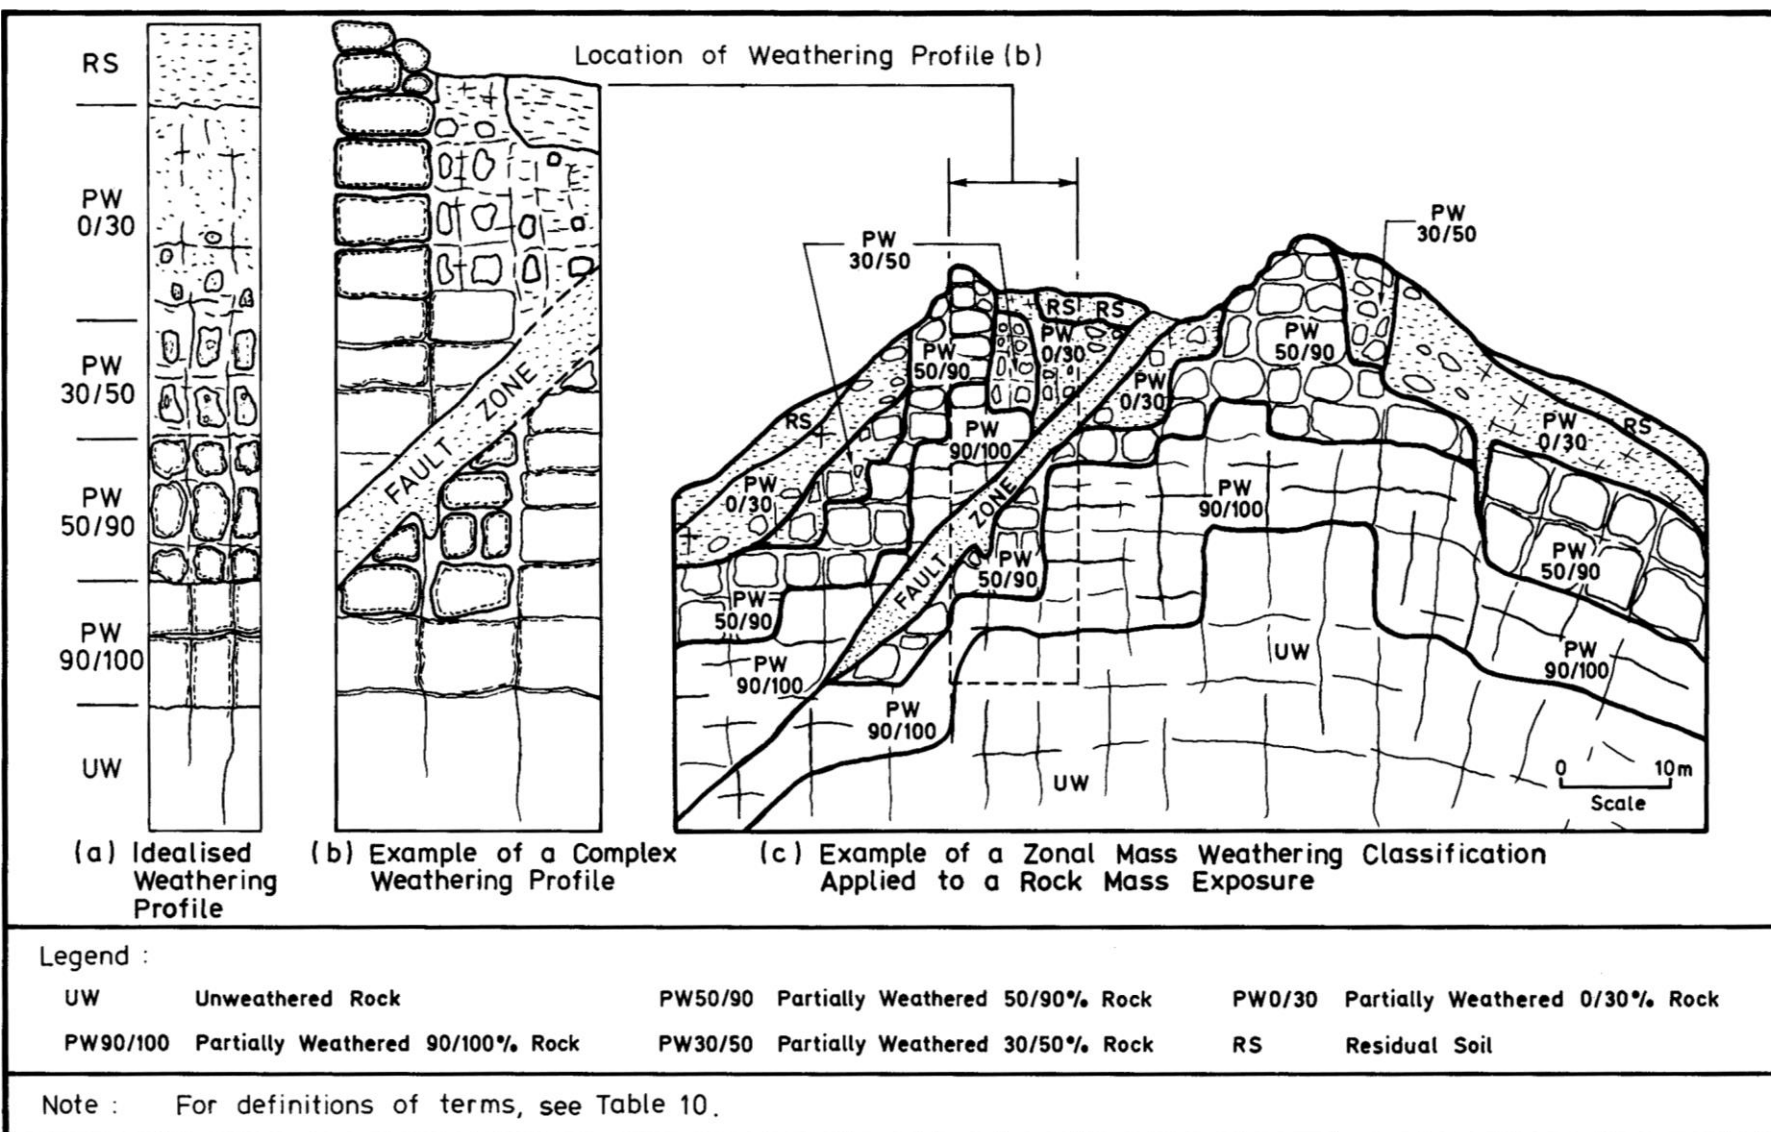 RS
PW
0/30
PW
30/50
PW
50/90
PW
90/100
UW
(a) Idealised
Weathering
Profile
FAULT ZONE
(b) Example of a Complex
Weathering Profile
Location of Weathering Profile (b)
PW
30/50
PW
30/50
RS
RS
PW
0/30
PW
50/90
PW
50/90
PW
0/30
RS
PW
90/100
PW
0/30
RS
PW
0/30
PW
90/100
FAULT ZONE
PW
50/90
PW
50/90
PW
50/90
PW
90/100
UW
PW
90/100
PW
90/100
UW
0 10m
Scale
(c) Example of a Zonal Mass Weathering Classification
Applied to a Rock Mass Exposure
Legend :
UW Unweathered Rock
PW50/90 Partially Weathered 50/90% Rock
PW0/30 Partially Weathered 0/30% Rock
PW90/100 Partially Weathered 90/100% Rock
PW30/50 Partially Weathered 30/50% Rock
RS Residual Soil
Note : For definitions of terms, see Table 10.